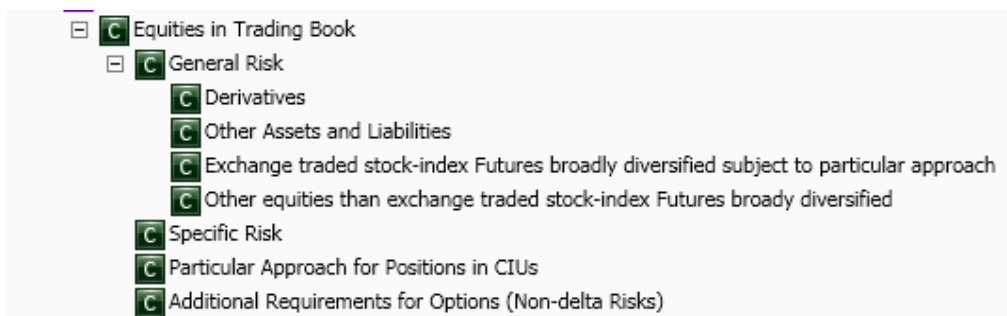 C Equities in Trading Book
C General Risk
C Derivatives
C Other Assets and Liabilities
C Exchange traded stock-index Futures broadly diversified subject to particular approach
C Other equities than exchange traded stock-index Futures broady diversified
C Specific Risk
C Particular Approach for Positions in CIUs
C Additional Requirements for Options (Non-delta Risks)